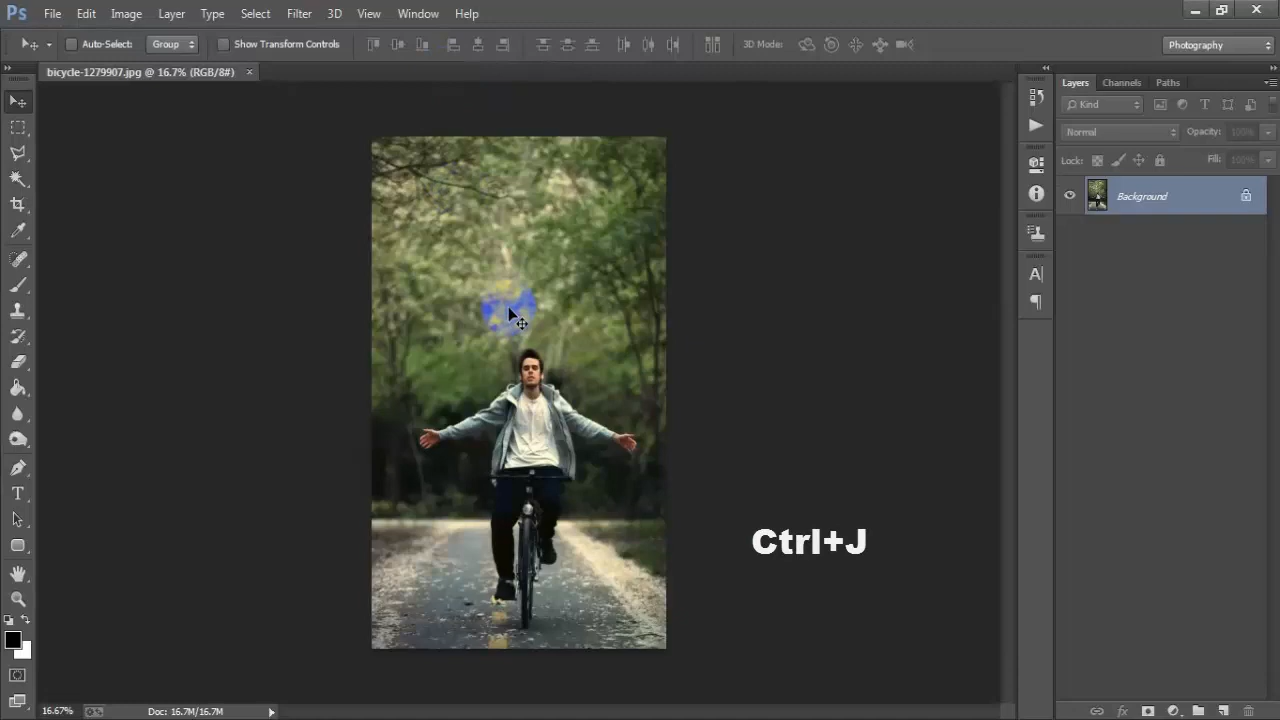 Ps File Edit Image Layer Type Select Filter 3D View Window Help
Auto-Select: Group Show Transform Controls 3D Mode: Photography
bicycle-1279907.jpg @ 16.7% (RGB/8#) ×
Layers Channels Paths
Kind
Normal Opacity: 100%
Lock: Fill: 100%
Background
Ctrl+J
16.67% Doc: 16.7M/16.7M